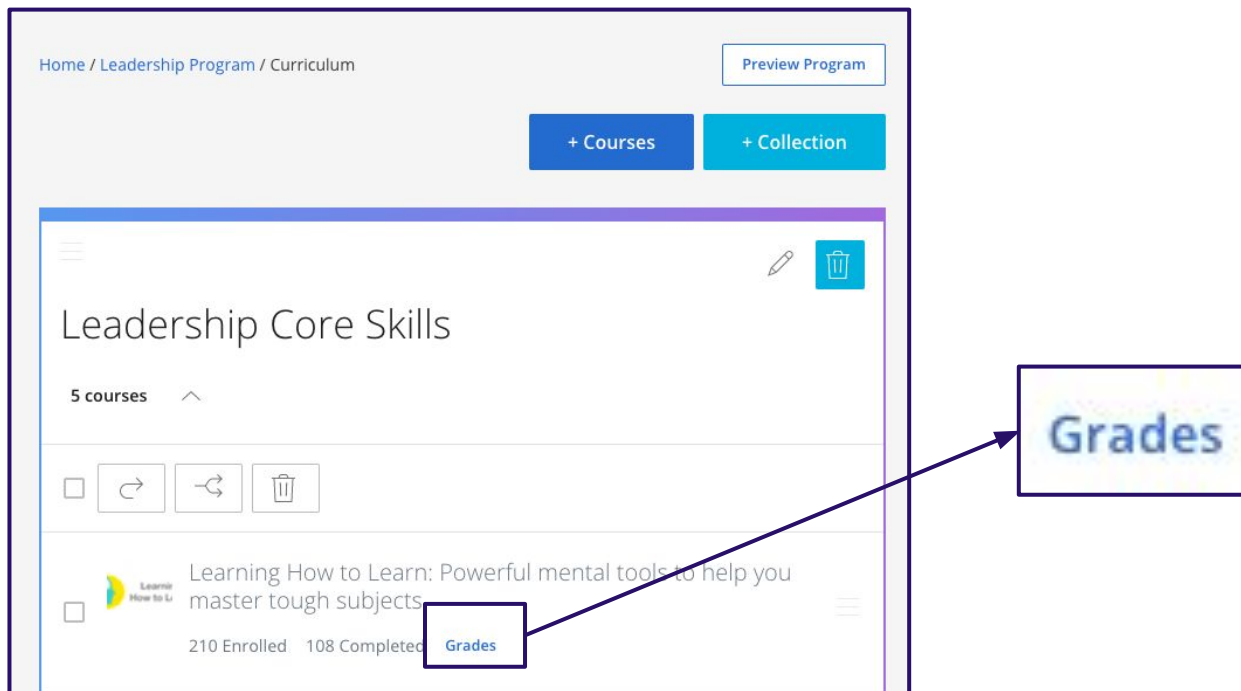 Home / Leadership Program / Curriculum
Preview Program
+ Courses
+ Collection
Leadership Core Skills
5 courses
Learning How to Learn: Powerful mental tools to help you
master tough subjects
210 Enrolled 108 Completed Grades
Grades